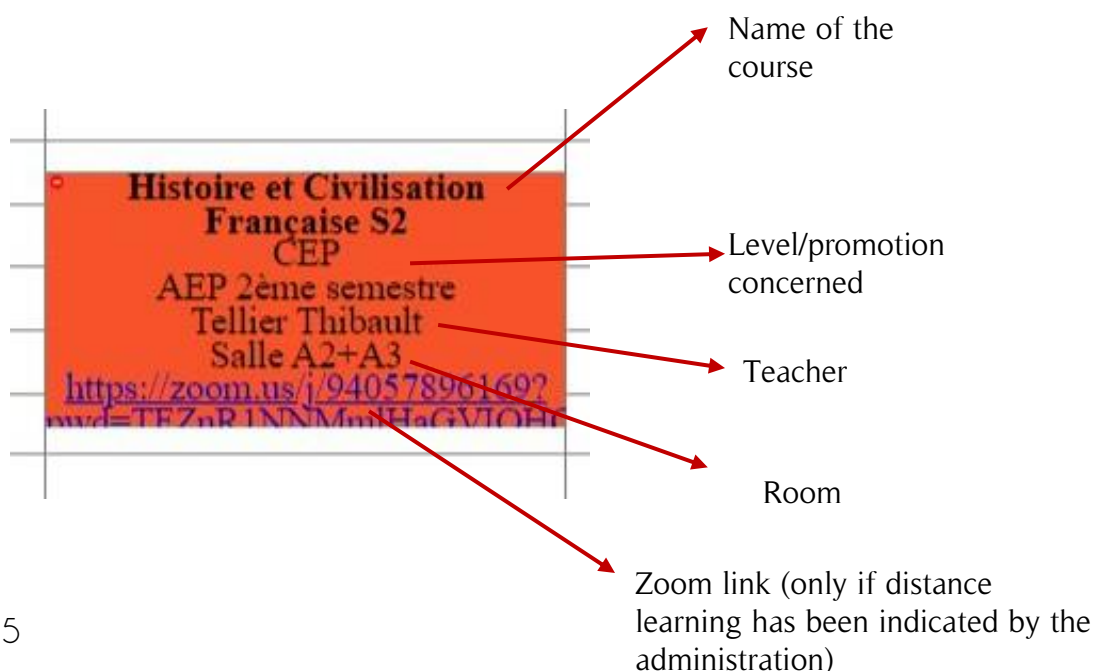 Name of the
course
Histoire et Civilisation
Française S2
CEP
AEP 2ème semestre
Tellier Thibault
Salle A2+A3
https://zoom.us/j/94057896169?
Level/promotion
concerned
Teacher
Room
Zoom link (only if distance
learning has been indicated by the
administration)
5